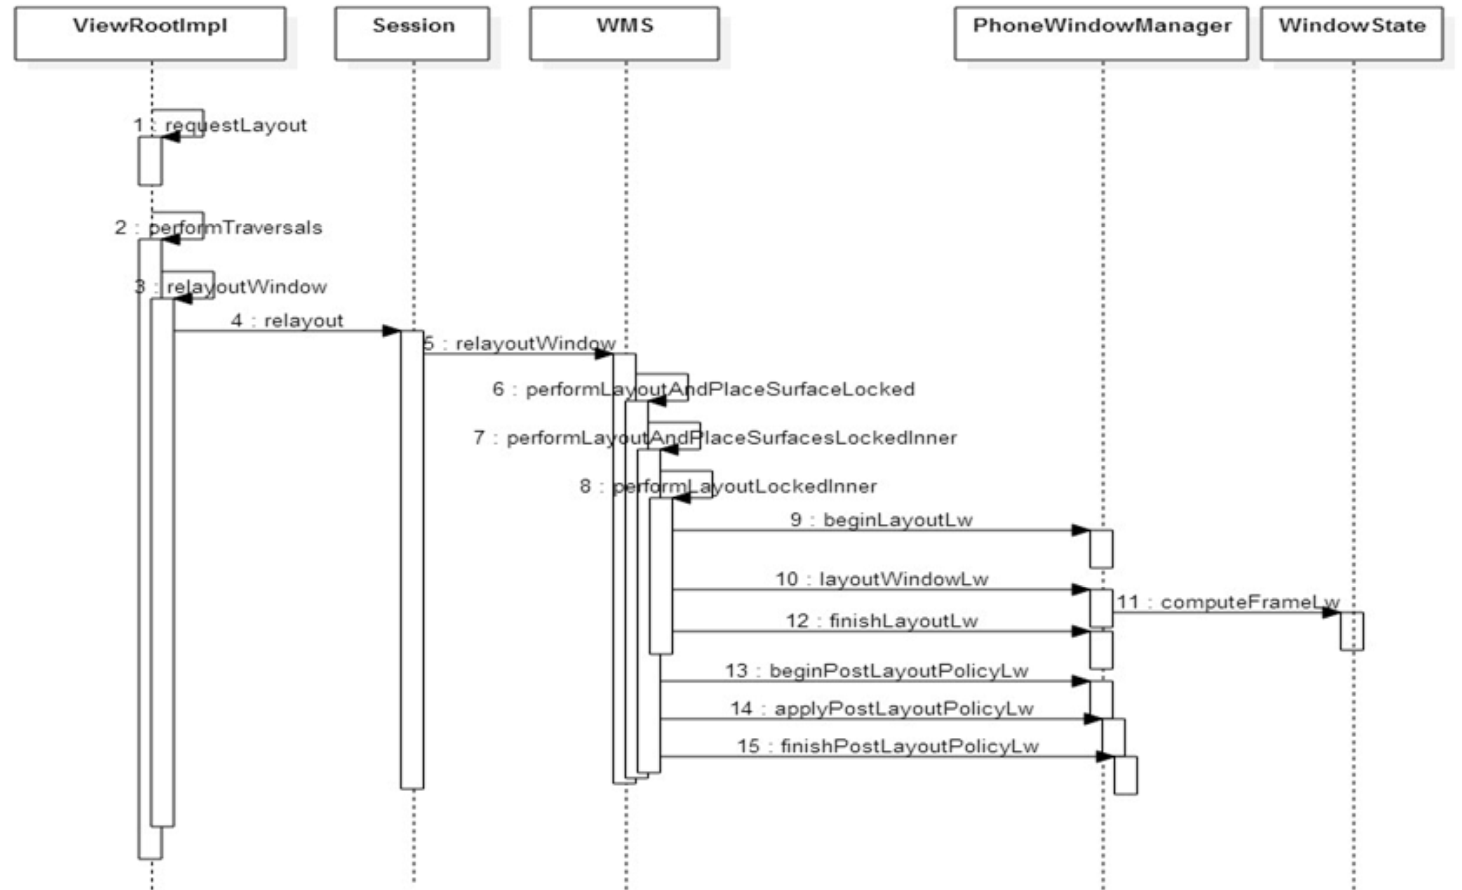 ViewRootImpl
Session
WMS
PhoneWindowManager
WindowState
1 : requestLayout
2 : performTraversals
3 : relayoutWindow
4 : relayout
5 : relayoutWindow
6 : performLayoutAndPlaceSurfaceLocked
7 : performLayoutAndPlaceSurfacesLockedInner
8 : performLayoutLockedInner
9 : beginLayoutLw
10 : layoutWindowLw
11 : computeFrameLw
12 : finishLayoutLw
13 : beginPostLayoutPolicyLw
14 : applyPostLayoutPolicyLw
15 : finishPostLayoutPolicyLw